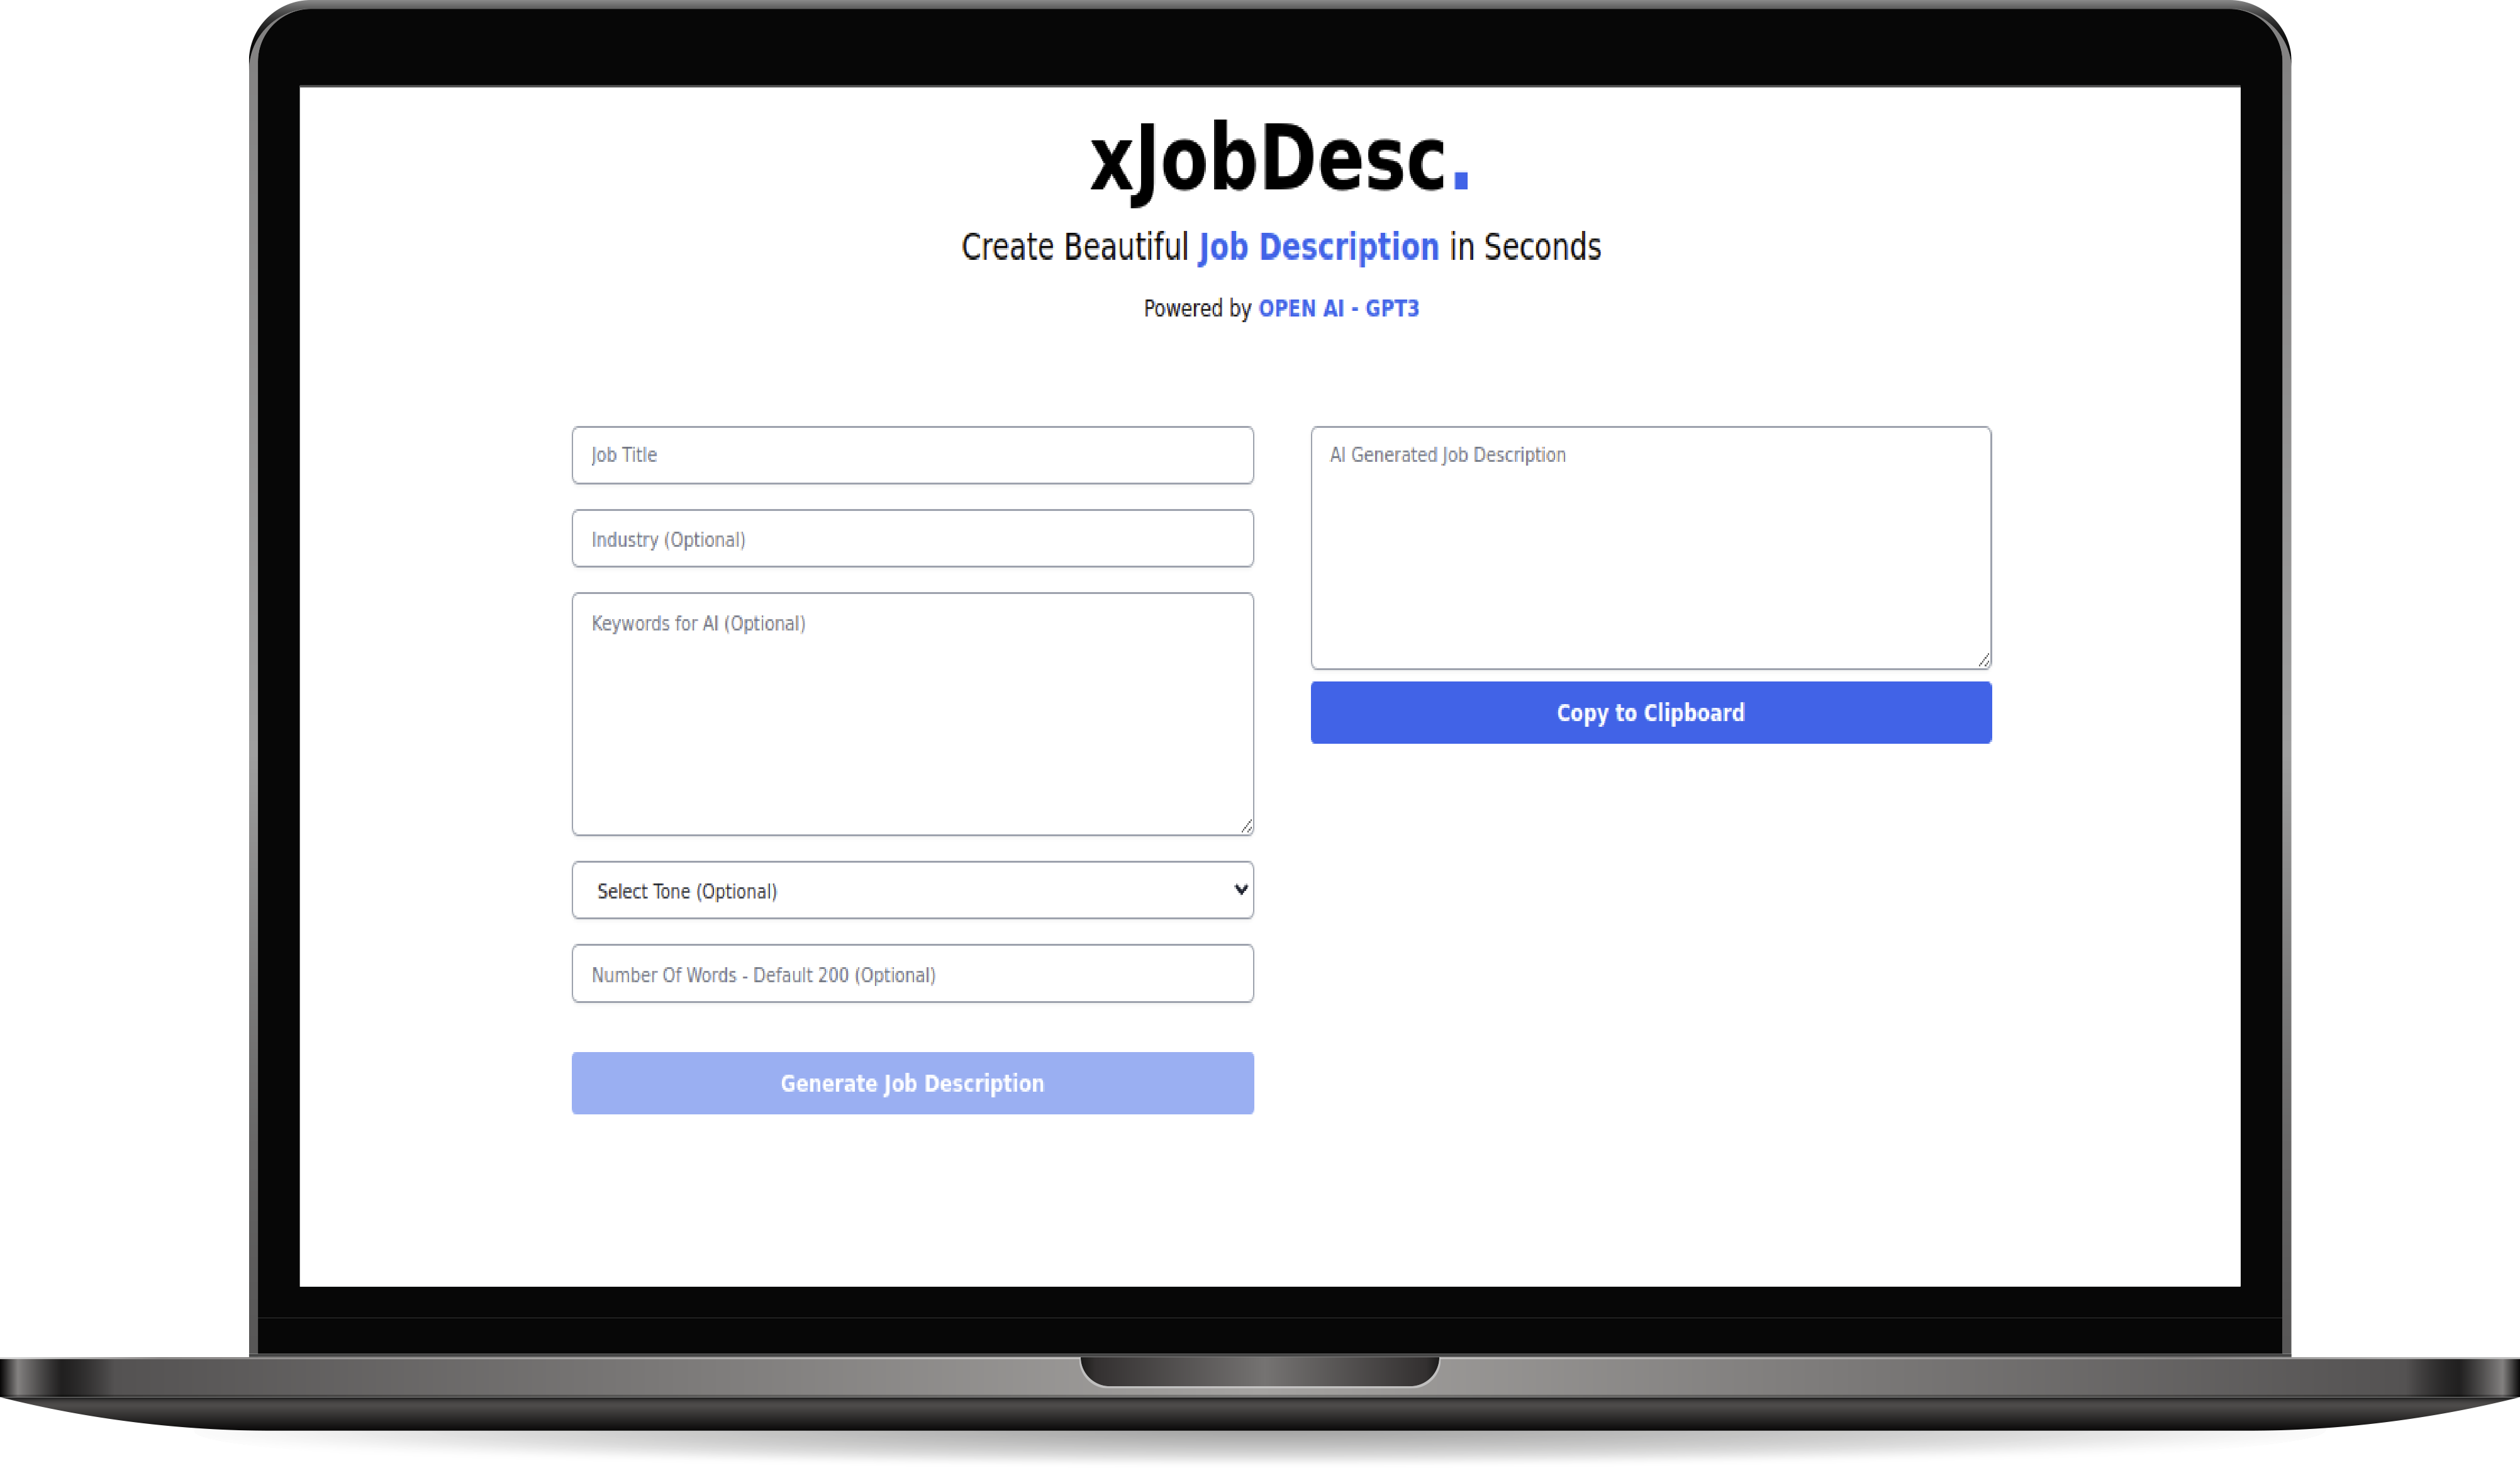 xJobDesc.
Create Beautiful Job Description in Seconds
Powered by OPEN AI - GPT3
Job Title
Industry (Optional)
Keywords for AI (Optional)
Select Tone (Optional)
Number Of Words - Default 200 (Optional)
Generate Job Description
AI Generated Job Description
Copy to Clipboard